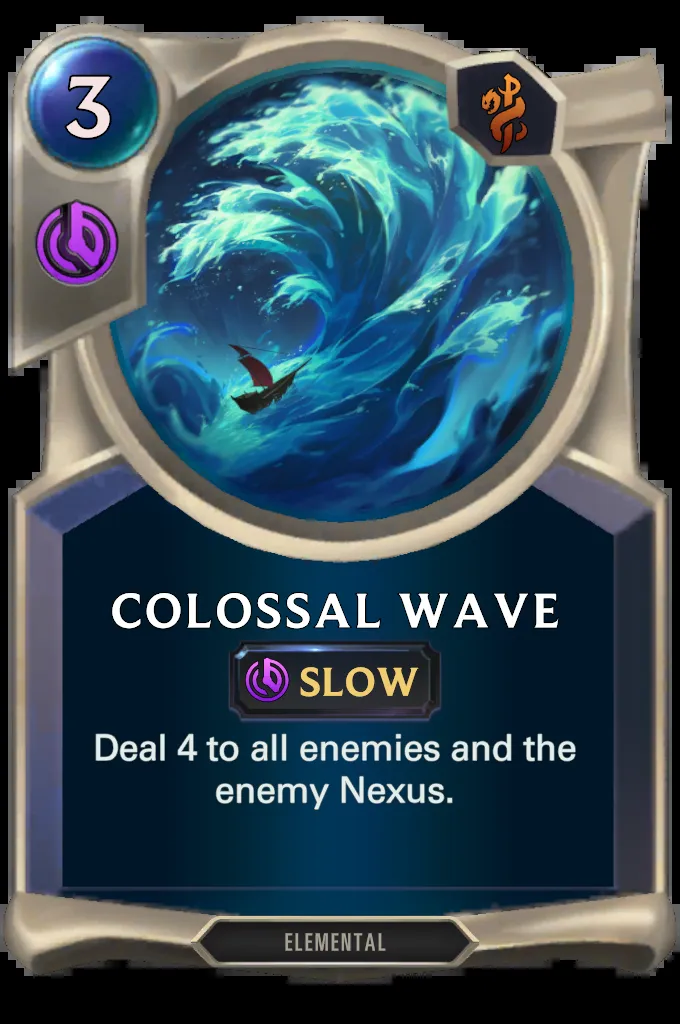 3
COLOSSAL WAVE
SLOW
Deal 4 to all enemies and the
enemy Nexus.
ELEMENTAL